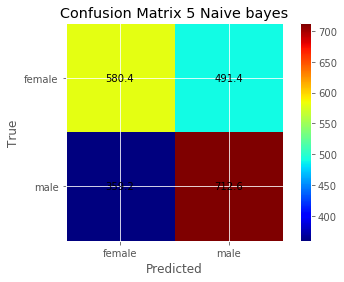 Confusion Matrix 5 Naive bayes
female
580.4
491.4
700
650
600
True
550
500
male
450
400
female
male
Predicted